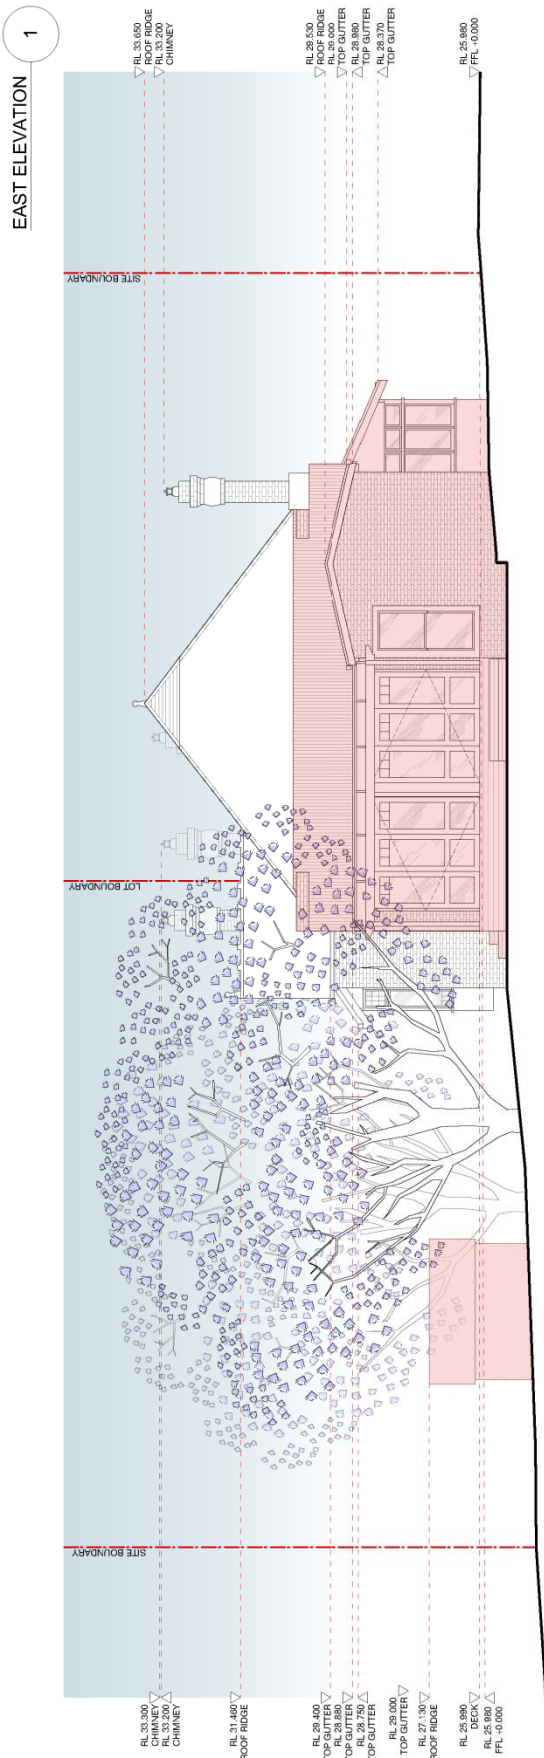 EAST ELEVATION
1
RL 33.650
ROOF RIDGE
RL 33.200
CHIMNEY
RL 29.530
ROOF RIDGE
RL 29.000
TOP GUTTER
RL 28.980
TOP GUTTER
RL 28.370
TOP GUTTER
RL 25.980
FFL +0.000
SITE BOUNDARY
LOT BOUNDARY
SITE BOUNDARY
RL 33.300
CHIMNEY
RL 33.200
CHIMNEY
RL 31.460
ROOF RIDGE
RL 29.400
TOP GUTTER
RL 28.880
TOP GUTTER
RL 28.750
TOP GUTTER
RL 29.000
TOP GUTTER
RL 27.130
ROOF RIDGE
RL 25.990
DECK
RL 25.980
FFL -0.000